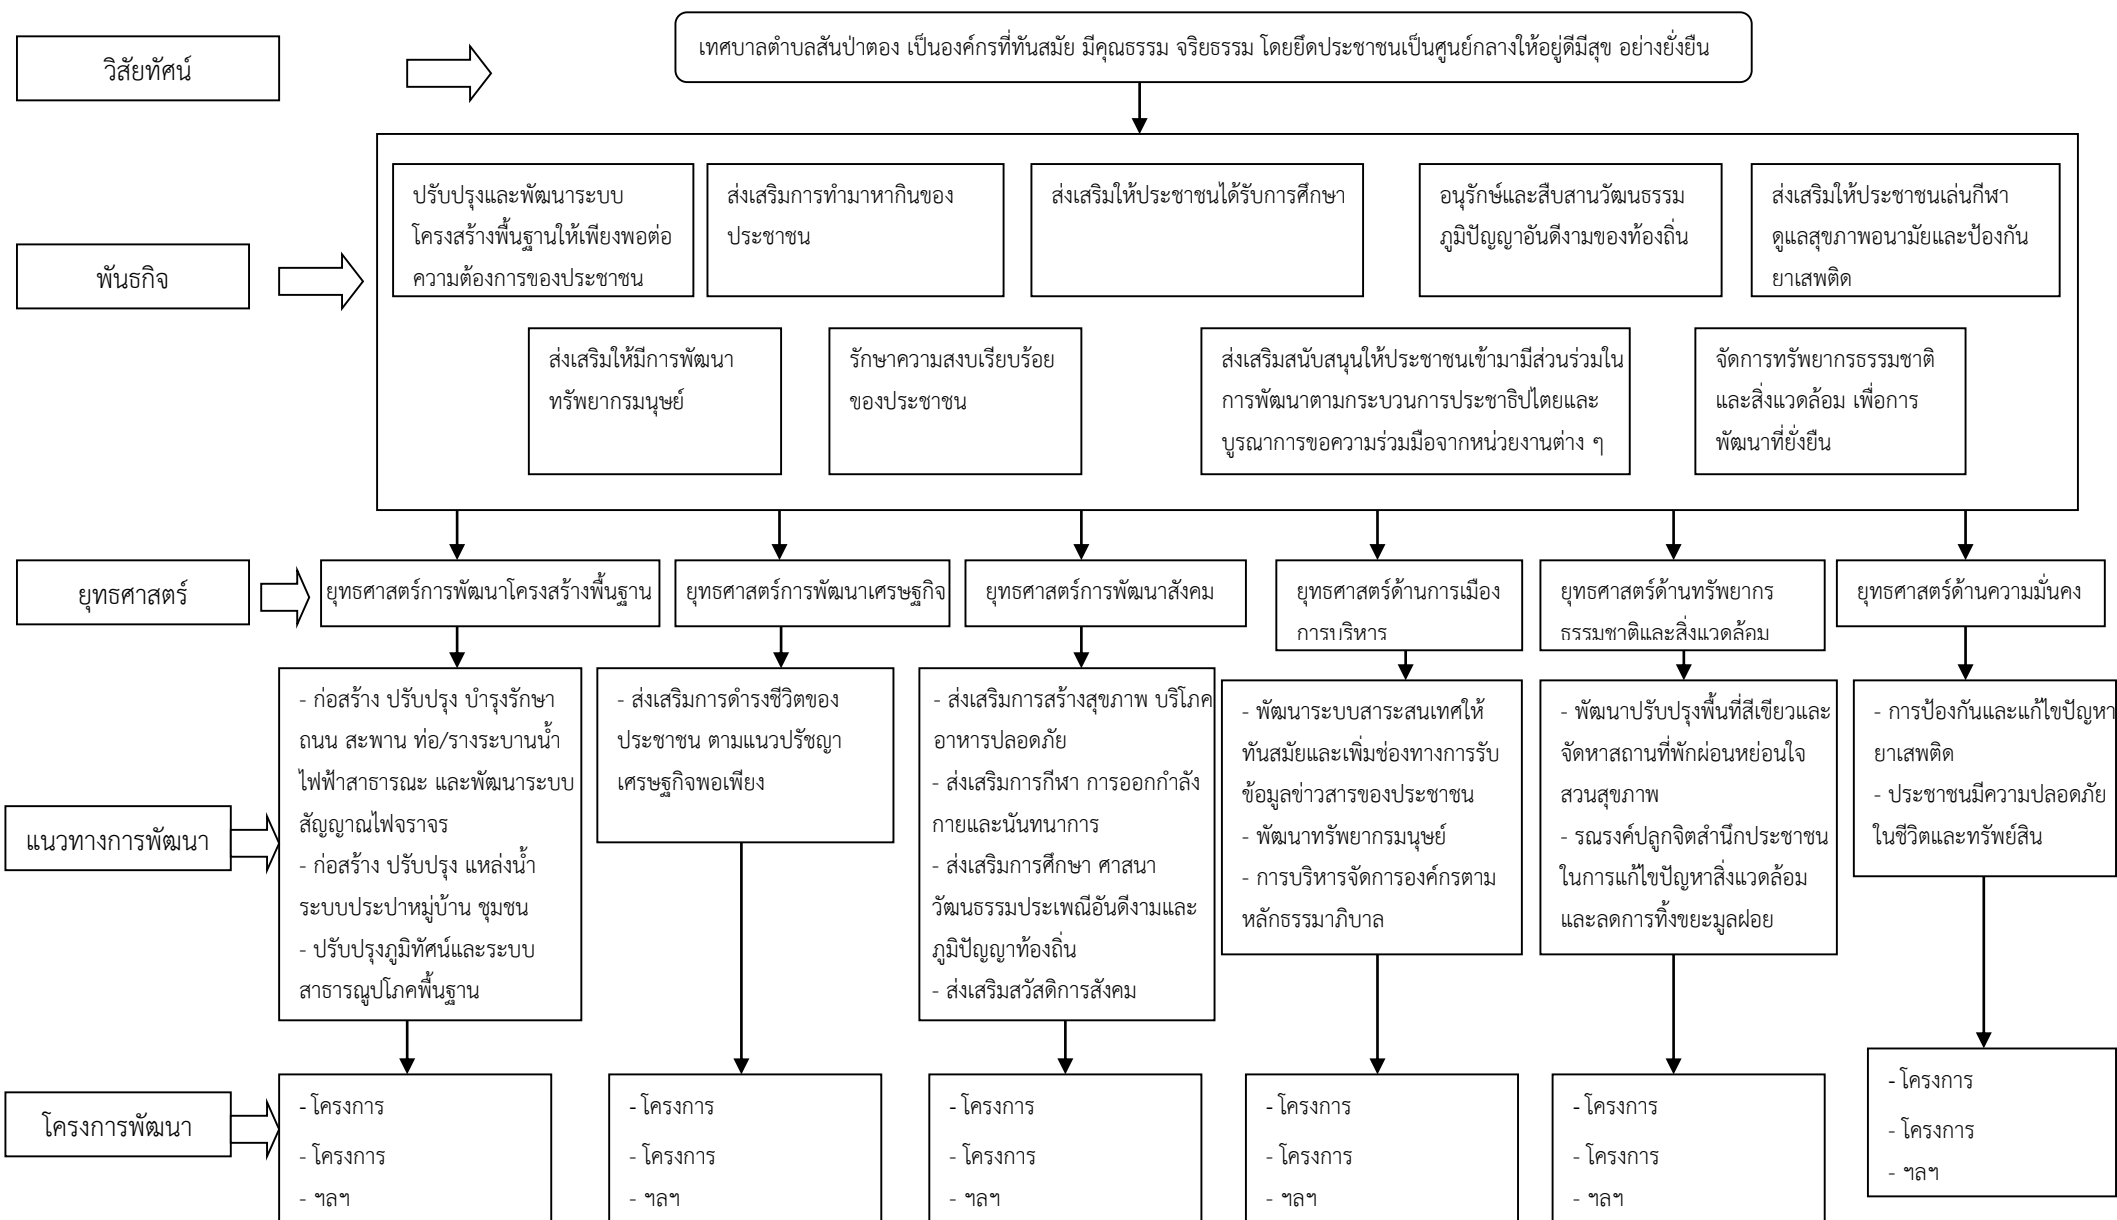 วิสัยทัศน์
เทศบาลตำบลสันป่าตอง เป็นองค์กรที่ทันสมัย มีคุณธรรม จริยธรรม โดยยึดประชาชนเป็นศูนย์กลางให้อยู่ดีมีสุข อย่างยั่งยืน
พันธกิจ
ปรับปรุงและพัฒนาระบบ
โครงสร้างพื้นฐานให้เพียงพอต่อ
ความต้องการของประชาชน
ส่งเสริมการทำมาหากินของ
ประชาชน
ส่งเสริมให้ประชาชนได้รับการศึกษา
อนุรักษ์และสืบสานวัฒนธรรม
ภูมิปัญญาอันดีงามของท้องถิ่น
ส่งเสริมให้ประชาชนเล่นกีฬา
ดูแลสุขภาพอนามัยและป้องกัน
ยาเสพติด
ส่งเสริมให้มีการพัฒนา
ทรัพยากรมนุษย์
รักษาความสงบเรียบร้อย
ของประชาชน
ส่งเสริมสนับสนุนให้ประชาชนเข้ามามีส่วนร่วมใน
การพัฒนาตามกระบวนการประชาธิปไตยและ
บูรณาการขอความร่วมมือจากหน่วยงานต่าง ๆ
จัดการทรัพยากรธรรมชาติ
และสิ่งแวดล้อม เพื่อการ
พัฒนาที่ยั่งยืน
ยุทธศาสตร์
ยุทธศาสตร์การพัฒนาโครงสร้างพื้นฐาน
ยุทธศาสตร์การพัฒนาเศรษฐกิจ
ยุทธศาสตร์การพัฒนาสังคม
ยุทธศาสตร์ด้านการเมือง
การบริหาร
ยุทธศาสตร์ด้านทรัพยากร
ธรรมชาติและสิ่งแวดล้อม
ยุทธศาสตร์ด้านความมั่นคง
แนวทางการพัฒนา
- ก่อสร้าง ปรับปรุง บำรุงรักษา
ถนน สะพาน ท่อ/รางระบานน้ำ
ไฟฟ้าสาธารณะ และพัฒนาระบบ
สัญญาณไฟจราจร
- ก่อสร้าง ปรับปรุง แหล่งน้ำ
ระบบประปาหมู่บ้าน ชุมชน
- ปรับปรุงภูมิทัศน์และระบบ
สาธารณูปโภคพื้นฐาน
- ส่งเสริมการดำรงชีวิตของ
ประชาชน ตามแนวปรัชญา
เศรษฐกิจพอเพียง
- ส่งเสริมการสร้างสุขภาพ บริโภค
อาหารปลอดภัย
- ส่งเสริมการกีฬา การออกกำลัง
กายและนันทนาการ
- ส่งเสริมการศึกษา ศาสนา
วัฒนธรรมประเพณีอันดีงามและ
ภูมิปัญญาท้องถิ่น
- ส่งเสริมสวัสดิการสังคม
- พัฒนาระบบสาระสนเทศให้
ทันสมัยและเพิ่มช่องทางการรับ
ข้อมูลข่าวสารของประชาชน
- พัฒนาทรัพยากรมนุษย์
- การบริหารจัดการองค์กรตาม
หลักธรรมาภิบาล
- พัฒนาปรับปรุงพื้นที่สีเขียวและ
จัดหาสถานที่พักผ่อนหย่อนใจ
สวนสุขภาพ
- รณรงค์ปลูกจิตสำนึกประชาชน
ในการแก้ไขปัญหาสิ่งแวดล้อม
และลดการทิ้งขยะมูลฝอย
- การป้องกันและแก้ไขปัญหา
ยาเสพติด
- ประชาชนมีความปลอดภัย
ในชีวิตและทรัพย์สิน
โครงการพัฒนา
- โครงการ
- โครงการ
- ฯลฯ
- โครงการ
- โครงการ
- ฯลฯ
- โครงการ
- โครงการ
- ฯลฯ
- โครงการ
- โครงการ
- ฯลฯ
- โครงการ
- โครงการ
- ฯลฯ
- โครงการ
- โครงการ
- ฯลฯ